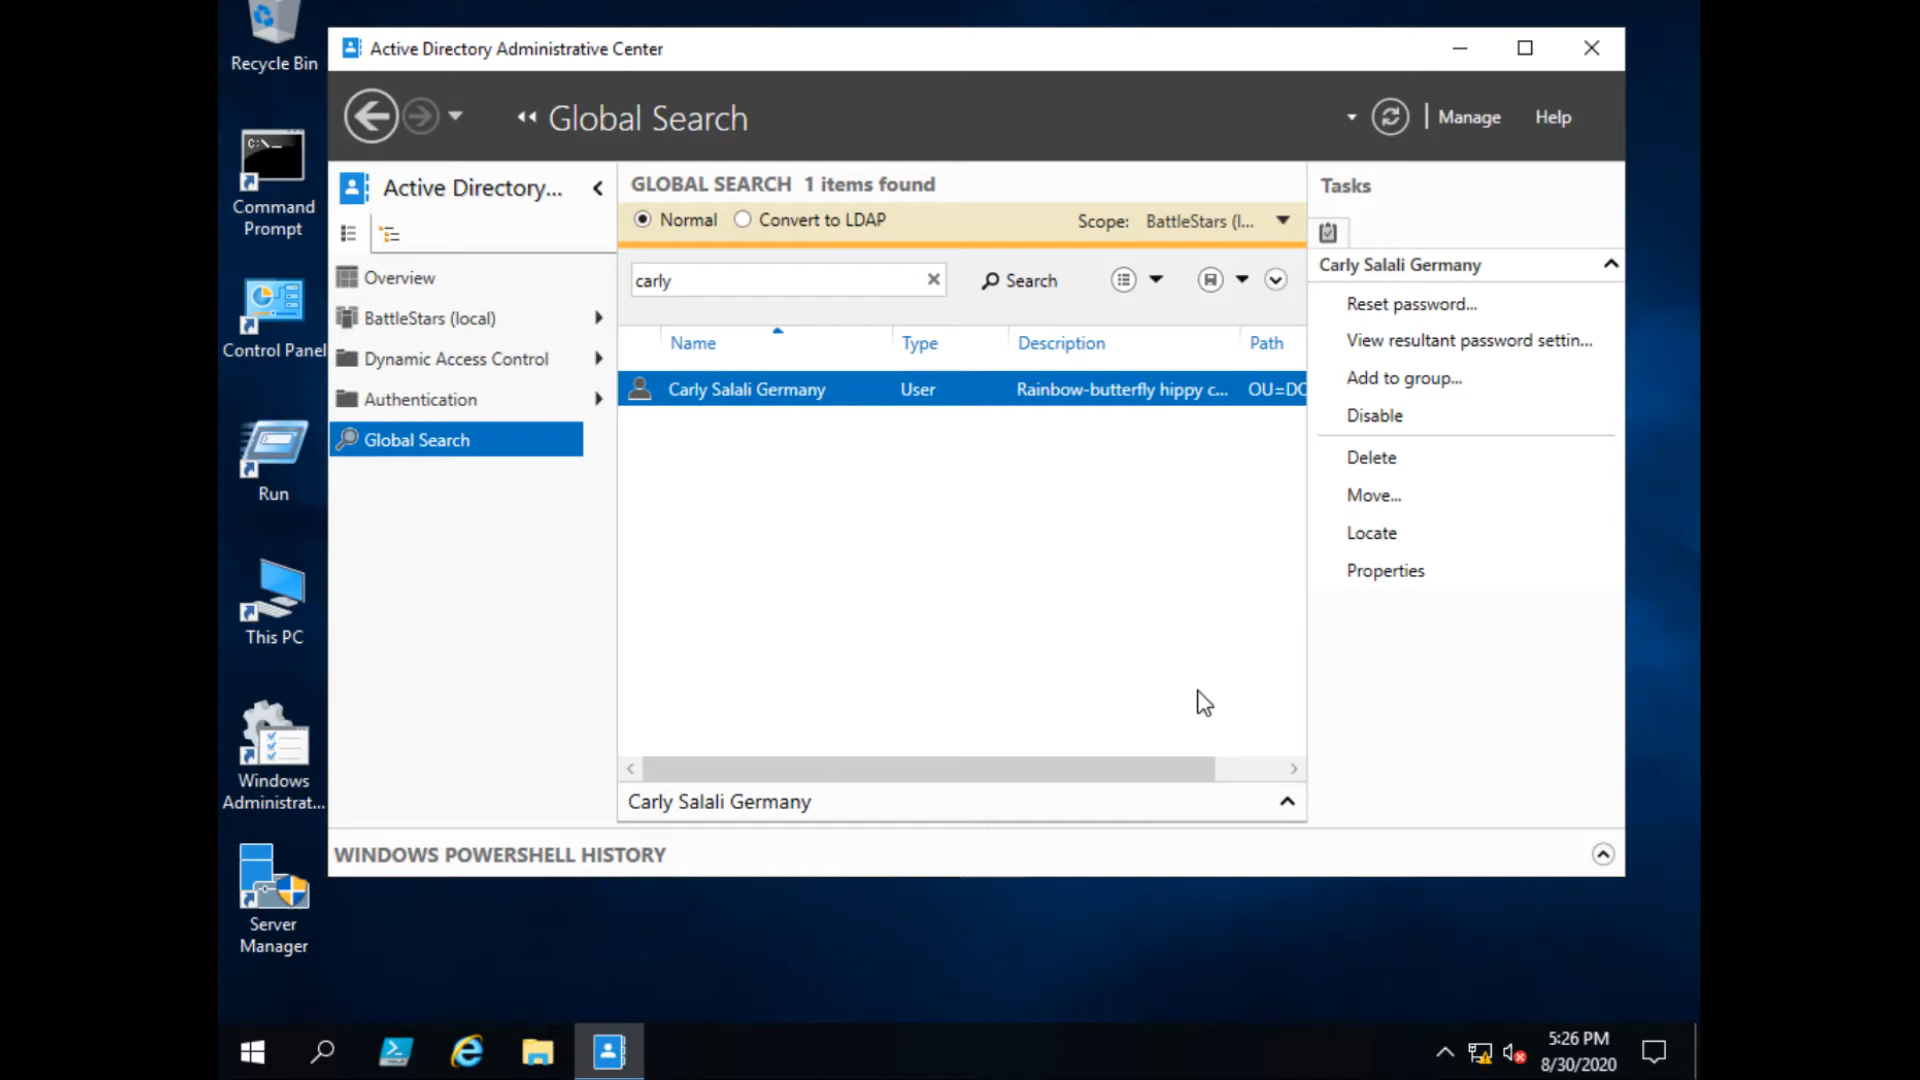 Recycle Bin
Command
Prompt
Control Panel
Run
This PC
Windows
Administrat...
Server
Manager
Active Directory Administrative Center
Global Search
Manage
Help
Active Directory...
Overview
BattleStars (local)
Dynamic Access Control
Authentication
Global Search
GLOBAL SEARCH 1 items found
Normal
Convert to LDAP
Scope: BattleStars (l...
carly
Search
Name
Type
Description
Path
Carly Salali Germany
User
Rainbow-butterfly hippy c...
OU=DC
Carly Salali Germany
Tasks
Carly Salali Germany
Reset password...
View resultant password settin...
Add to group...
Disable
Delete
Move...
Locate
Properties
WINDOWS POWERSHELL HISTORY
5:26 PM
8/30/2020